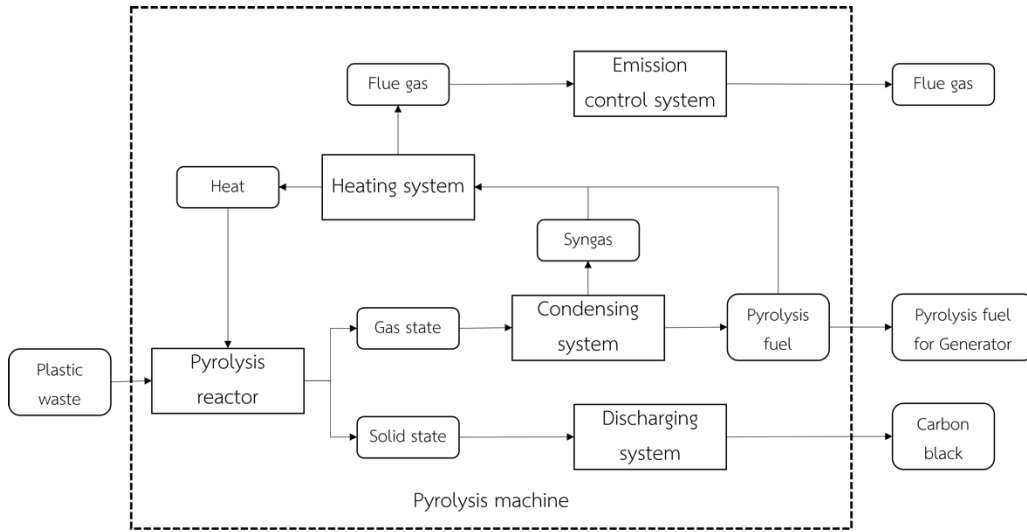 Flue gas
Emission
control system
Flue gas
Heat
Heating system
Syngas
Gas state
Condensing
system
Pyrolysis
fuel
Pyrolysis fuel
for Generator
Plastic
waste
Pyrolysis
reactor
Solid state
Discharging
system
Carbon
black
Pyrolysis machine